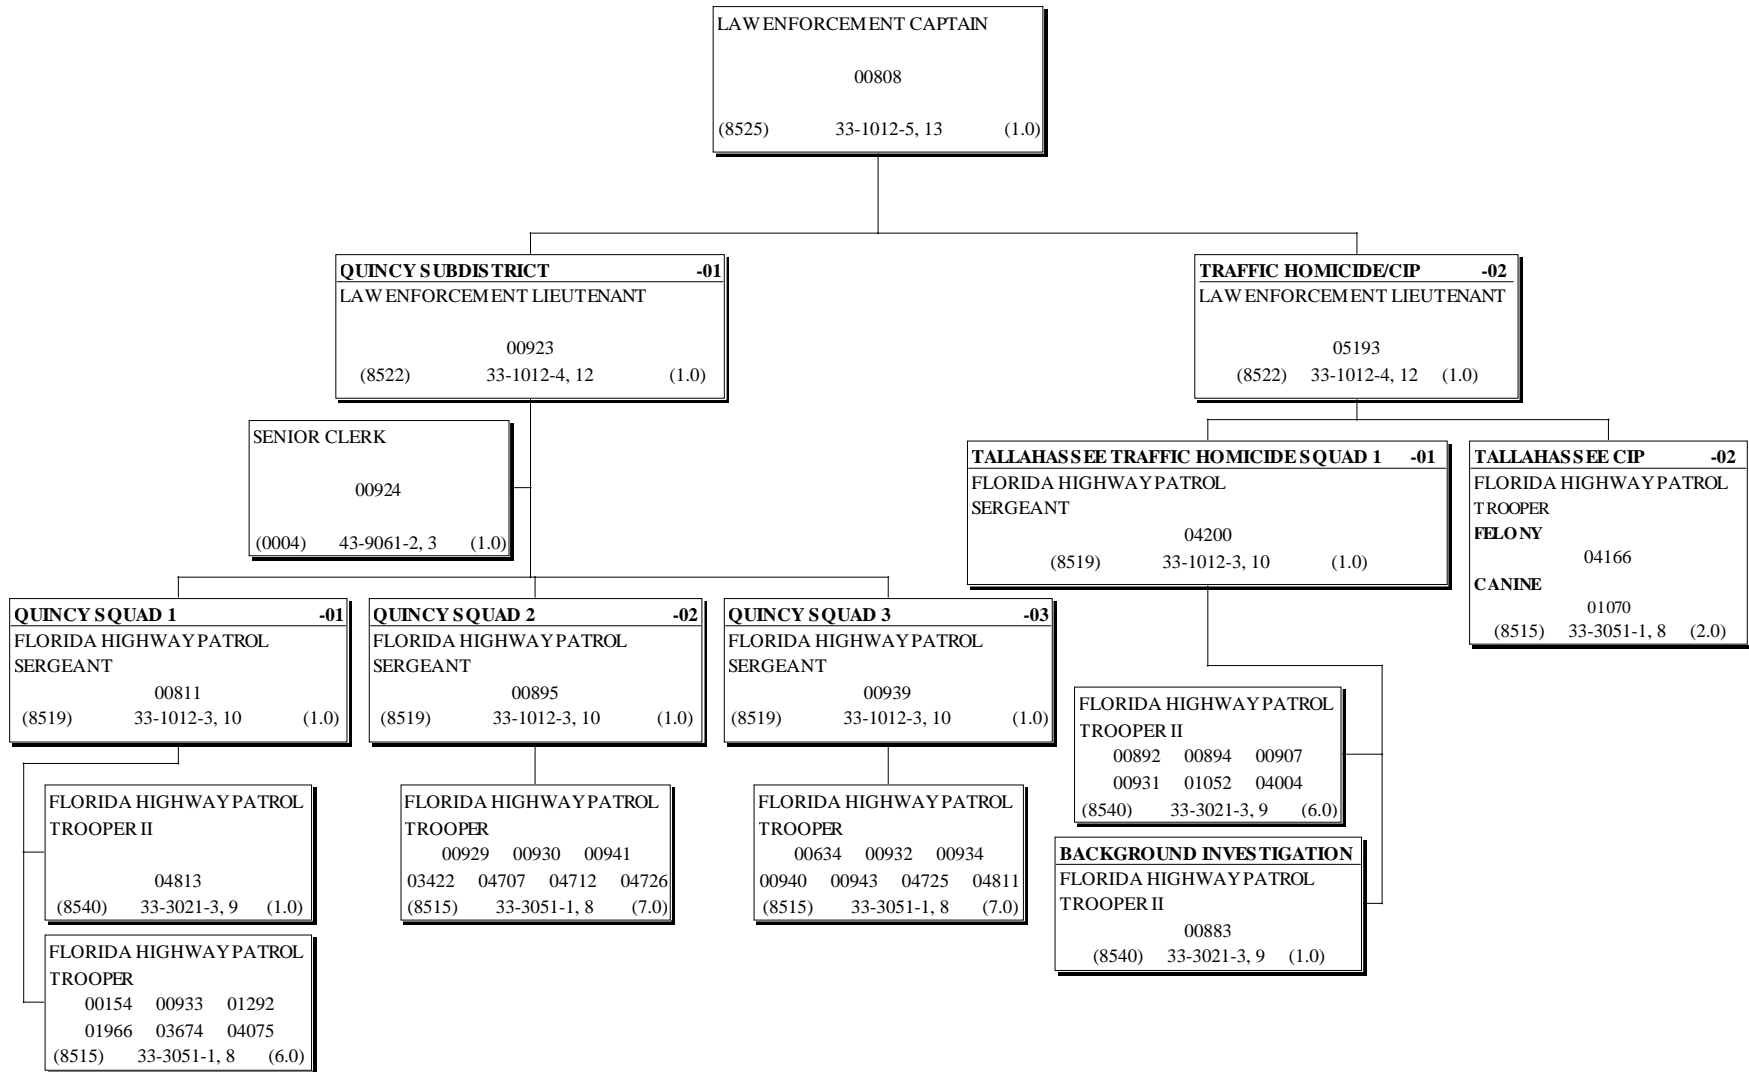 LAW ENFORCEMENT CAPTAIN
00808
(8525) 33-1012-5, 13 (1.0)
QUINCY SUBDISTRICT -01
LAW ENFORCEMENT LIEUTENANT
00923
(8522) 33-1012-4, 12 (1.0)
TRAFFIC HOMICIDE/CIP -02
LAW ENFORCEMENT LIEUTENANT
05193
(8522) 33-1012-4, 12 (1.0)
SENIOR CLERK
00924
(0004) 43-9061-2, 3 (1.0)
TALLAHASSEE TRAFFIC HOMICIDE SQUAD 1 -01
FLORIDA HIGHWAY PATROL
SERGEANT
04200
(8519) 33-1012-3, 10 (1.0)
TALLAHASSEE CIP -02
FLORIDA HIGHWAY PATROL
TROOPER
FELONY
04166
CANINE
01070
(8515) 33-3051-1, 8 (2.0)
QUINCY SQUAD 1 -01
FLORIDA HIGHWAY PATROL
SERGEANT
00811
(8519) 33-1012-3, 10 (1.0)
QUINCY SQUAD 2 -02
FLORIDA HIGHWAY PATROL
SERGEANT
00895
(8519) 33-1012-3, 10 (1.0)
QUINCY SQUAD 3 -03
FLORIDA HIGHWAY PATROL
SERGEANT
00939
(8519) 33-1012-3, 10 (1.0)
FLORIDA HIGHWAY PATROL
TROOPER II
00892 00894 00907
00931 01052 04004
(8540) 33-3021-3, 9 (6.0)
FLORIDA HIGHWAY PATROL
TROOPER II
04813
(8540) 33-3021-3, 9 (1.0)
FLORIDA HIGHWAY PATROL
TROOPER
00929 00930 00941
03422 04707 04712 04726
(8515) 33-3051-1, 8 (7.0)
FLORIDA HIGHWAY PATROL
TROOPER
00634 00932 00934
00940 00943 04725 04811
(8515) 33-3051-1, 8 (7.0)
BACKGROUND INVESTIGATION
FLORIDA HIGHWAY PATROL
TROOPER II
00883
(8540) 33-3021-3, 9 (1.0)
FLORIDA HIGHWAY PATROL
TROOPER
00154 00933 01292
01966 03674 04075
(8515) 33-3051-1, 8 (6.0)